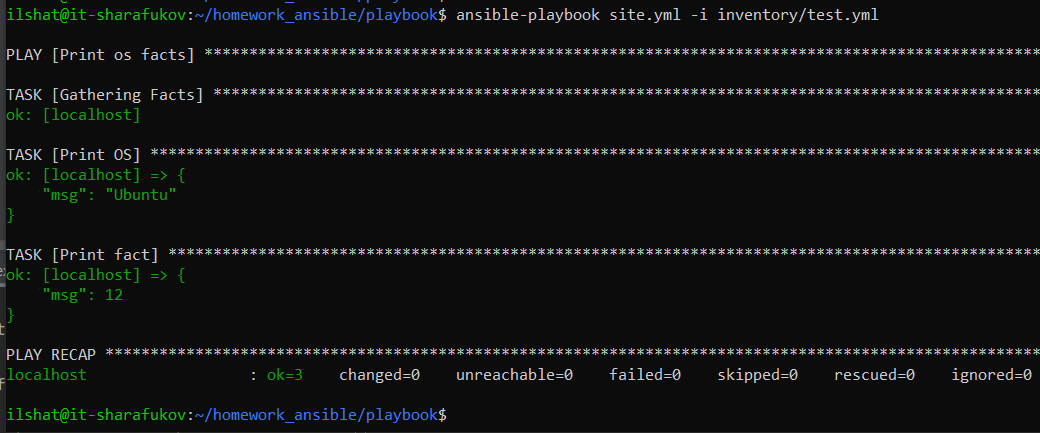 ilshat@it-sharafukov:~/homework_ansible/playbook$ ansible-playbook site.yml -i inventory/test.yml
PLAY [Print os facts] *********************************************************************************************
TASK [Gathering Facts] ********************************************************************************************
ok: [localhost]
TASK [Print OS] ***************************************************************************************************
ok: [localhost] => {
    "msg": "Ubuntu"
}
TASK [Print fact] *************************************************************************************************
ok: [localhost] => {
    "msg": 12
}
PLAY RECAP ********************************************************************************************************
localhost                  : ok=3    changed=0    unreachable=0    failed=0    skipped=0    rescued=0    ignored=0
ilshat@it-sharafukov:~/homework_ansible/playbook$